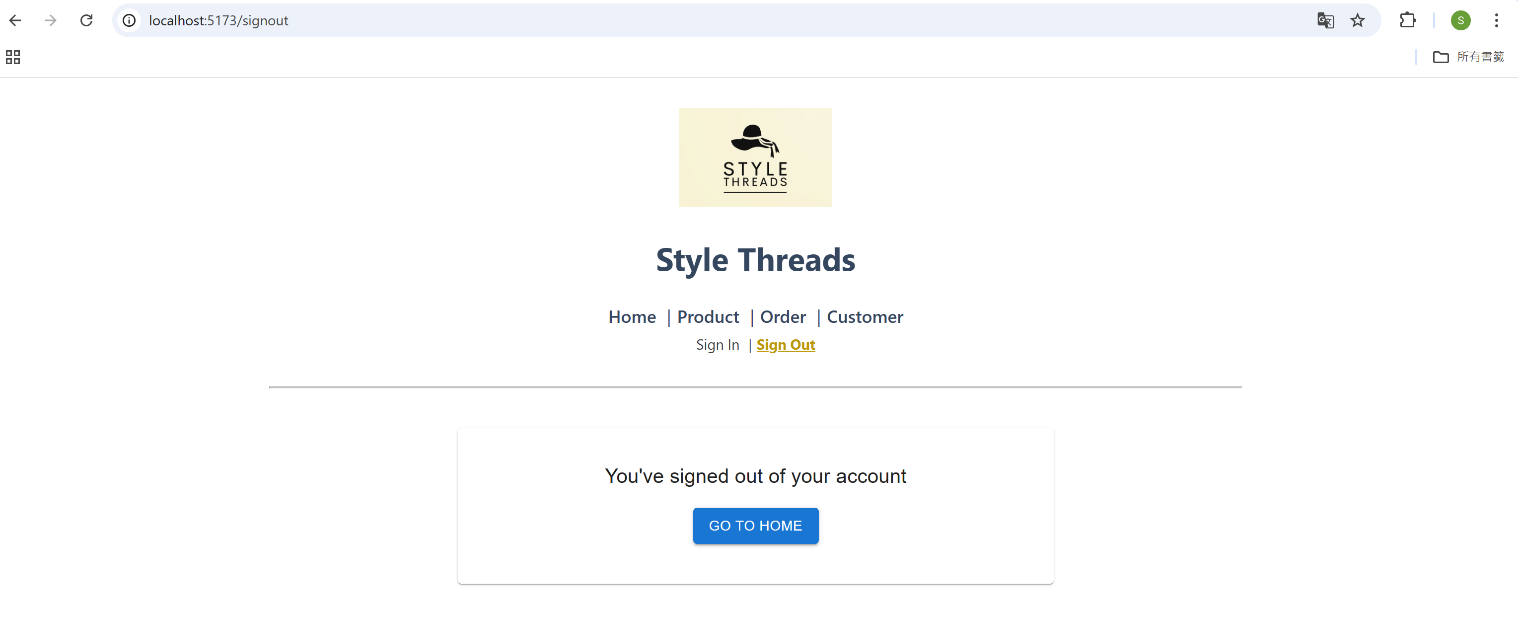 localhost:5173/signout
S
所有書籤
STYLE
THREADS
Style Threads
Home | Product | Order | Customer
Sign In | Sign Out
You've signed out of your account
GO TO HOME